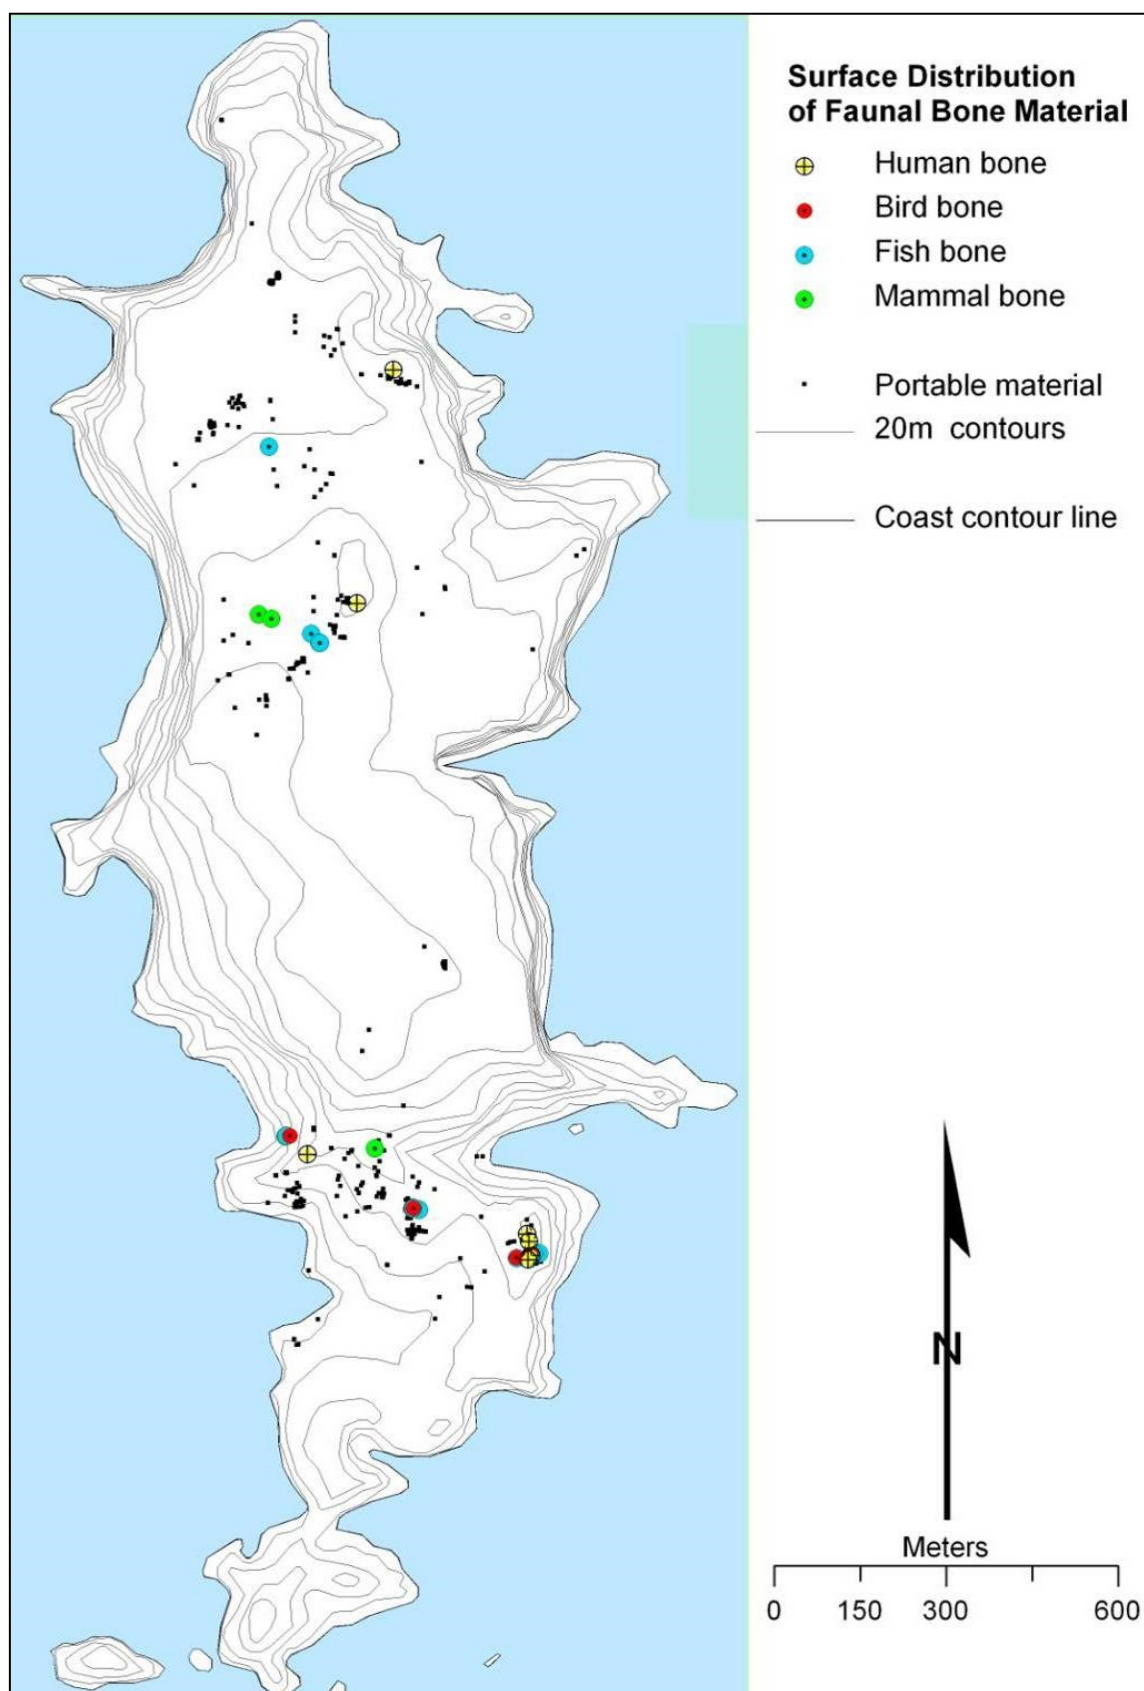 Surface Distribution
of Faunal Bone Material
Human bone
Bird bone
Fish bone
Mammal bone
Portable material
20m contours
Coast contour line
N
Meters
0 150 300 600